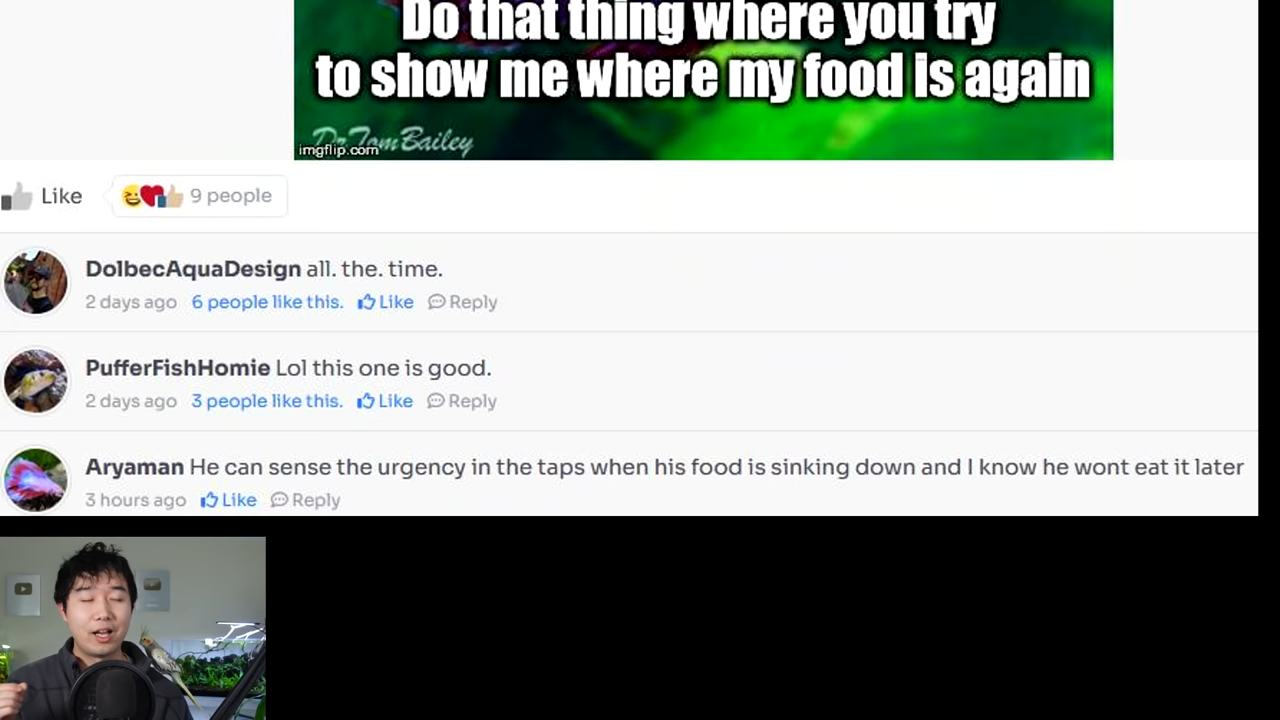 Do that thing where you try
to show me where my food is again
Dr Tom Bailey
imgflip.com
Like 9 people
DolbecAquaDesign all. the. time.
2 days ago 6 people like this. Like Reply
PufferFishHomie Lol this one is good.
2 days ago 3 people like this. Like Reply
Aryaman He can sense the urgency in the taps when his food is sinking down and I know he wont eat it later
3 hours ago Like Reply